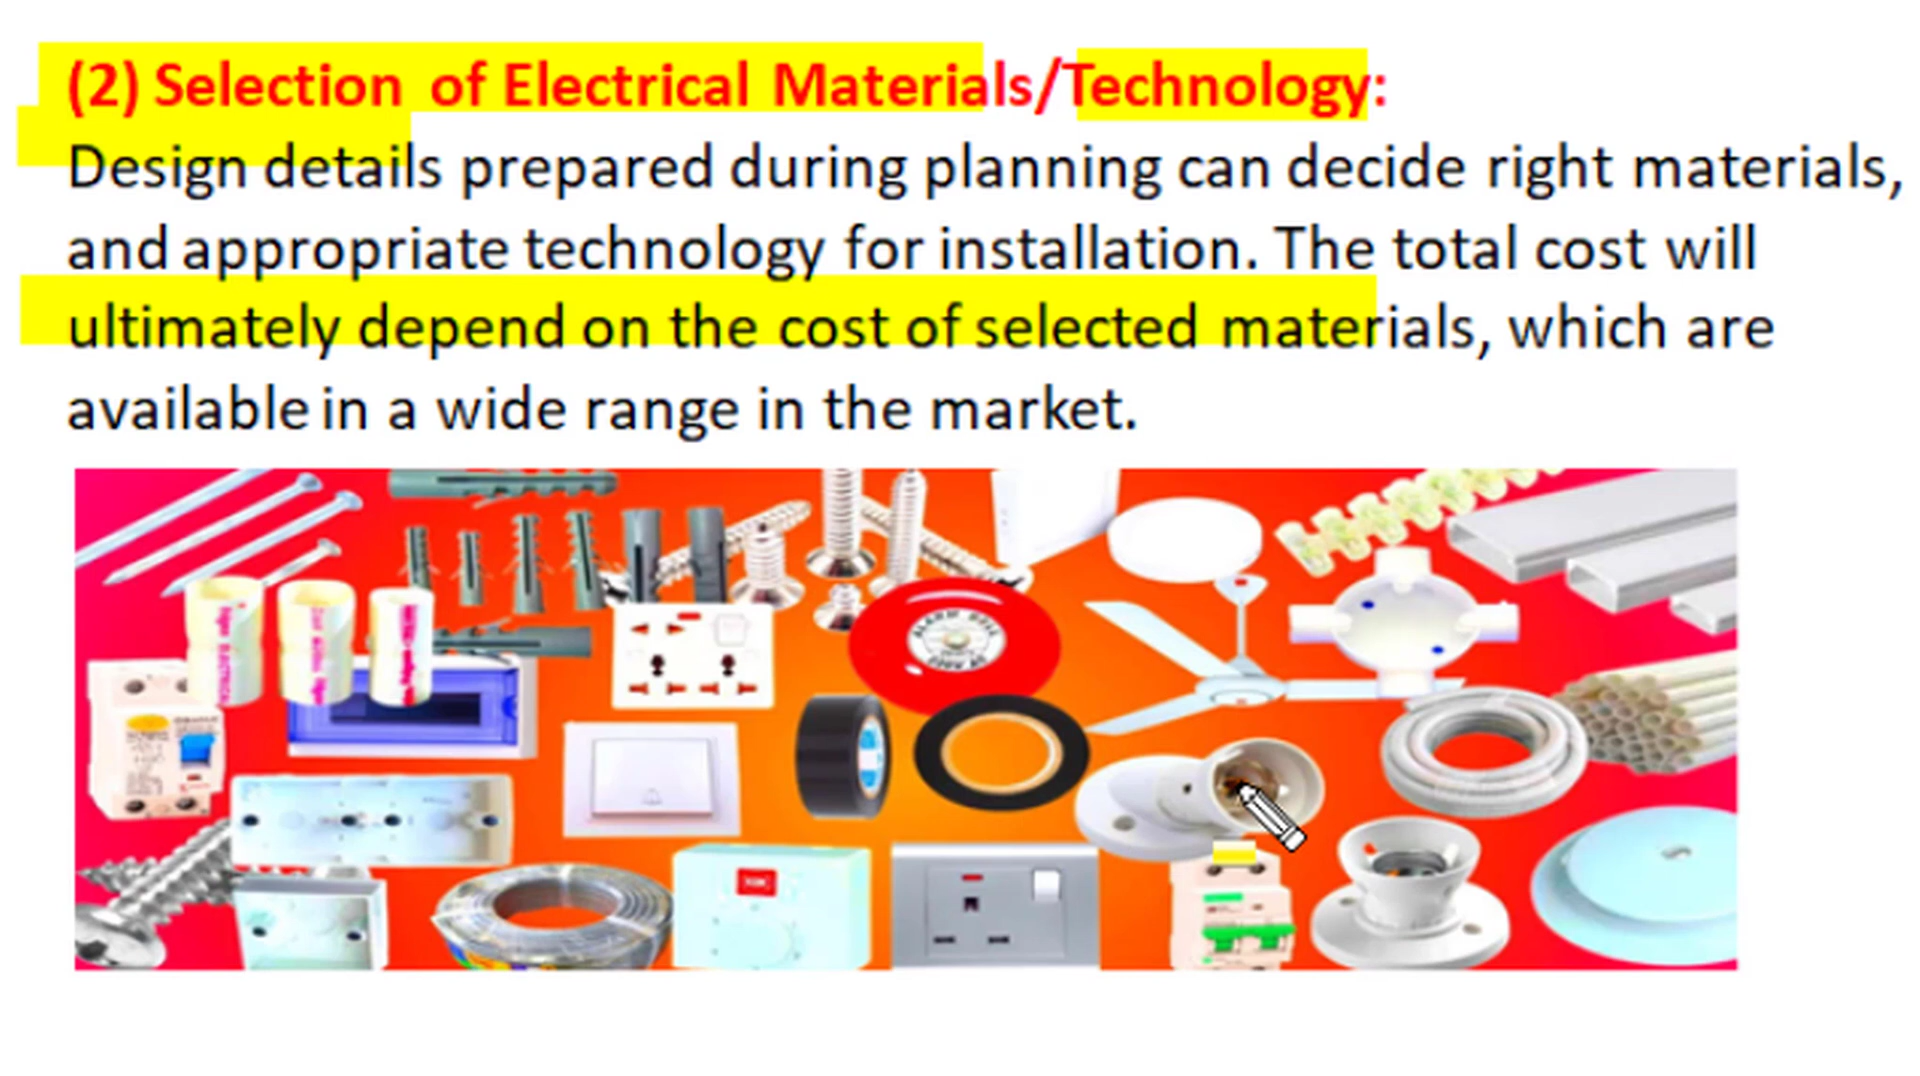 (2) Selection of Electrical Materials/Technology:
Design details prepared during planning can decide right materials,
and appropriate technology for installation. The total cost will
ultimately depend on the cost of selected materials, which are
available in a wide range in the market.
ALARM BELL